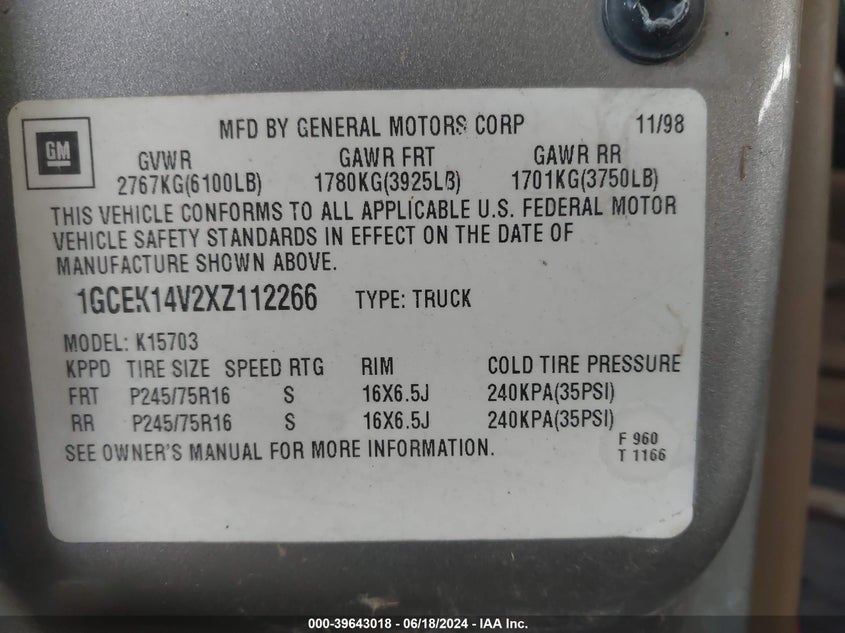 GM
MFD BY GENERAL MOTORS CORP 11/98
GVWR GAWR FRT GAWR RR
2767KG(6100LB) 1780KG(3925LB) 1701KG(3750LB)
THIS VEHICLE CONFORMS TO ALL APPLICABLE U.S. FEDERAL MOTOR
VEHICLE SAFETY STANDARDS IN EFFECT ON THE DATE OF
MANUFACTURE SHOWN ABOVE.
1GCEK14V2XZ112266 TYPE: TRUCK
MODEL: K15703
KPPD TIRE SIZE SPEED RTG RIM COLD TIRE PRESSURE
FRT P245/75R16 S 16X6.5J 240KPA(35PSI)
RR P245/75R16 S 16X6.5J 240KPA(35PSI)
SEE OWNER'S MANUAL FOR MORE INFORMATION.
F 960
T 1166
000-39643018 - 06/18/2024 - IAA Inc.